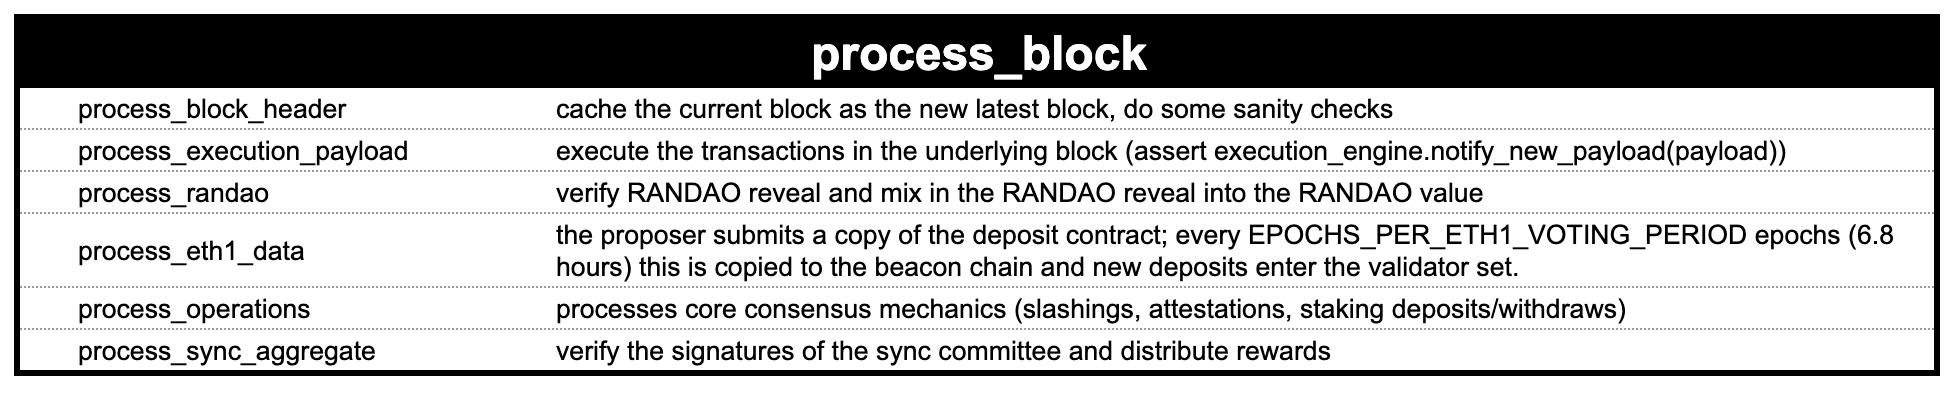 process_block
process_block_header cache the current block as the new latest block, do some sanity checks
process_execution_payload execute the transactions in the underlying block (assert execution_engine.notify_new_payload(payload))
process_randao verify RANDAO reveal and mix in the RANDAO reveal into the RANDAO value
process_eth1_data the proposer submits a copy of the deposit contract; every EPOCHS_PER_ETH1_VOTING_PERIOD epochs (6.8
hours) this is copied to the beacon chain and new deposits enter the validator set.
process_operations processes core consensus mechanics (slashings, attestations, staking deposits/withdraws)
process_sync_aggregate verify the signatures of the sync committee and distribute rewards